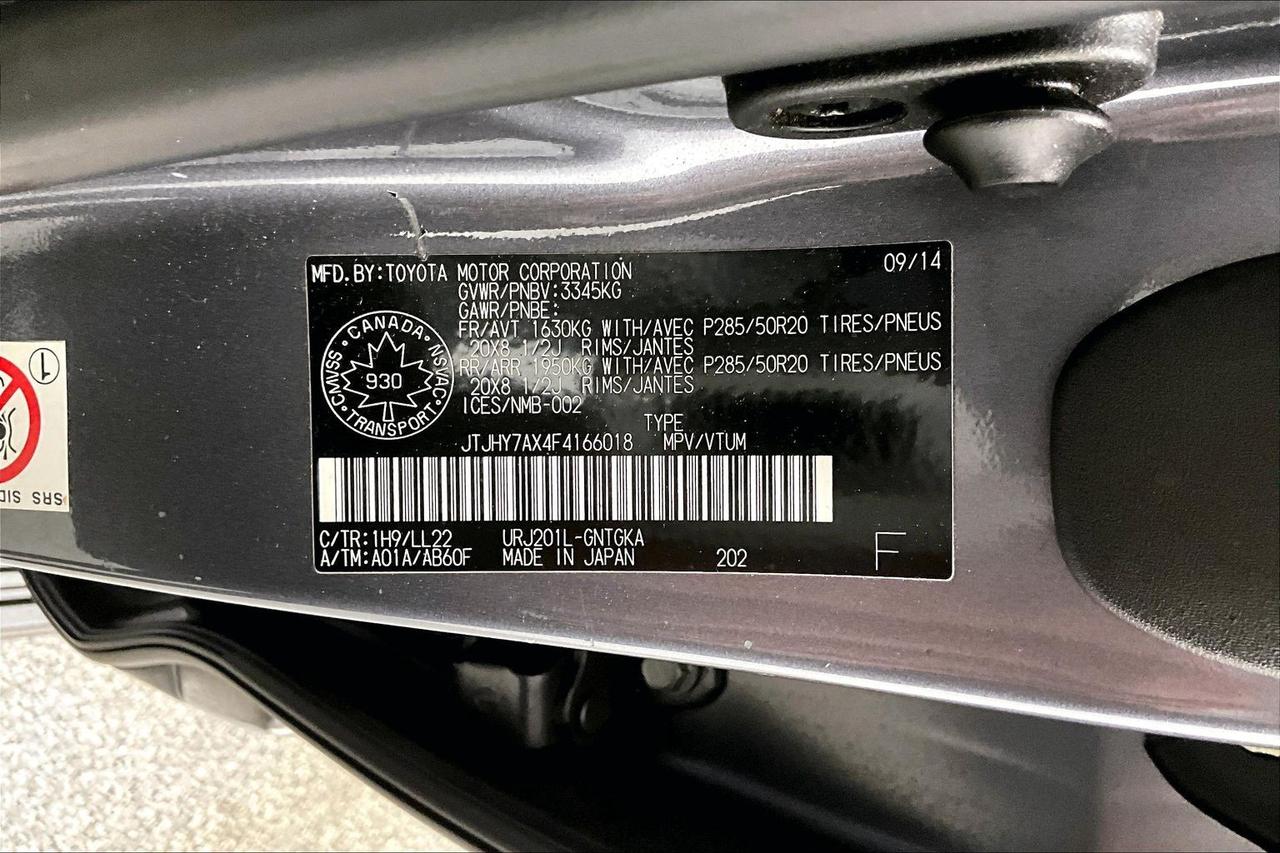 MFD. BY: TOYOTA MOTOR CORPORATION 09/14
GVWR/PNBV: 3345KG
GAWR/PNBE:
FR/AVT 1630KG WITH/AVEC P285/50R20 TIRES/PNEUS
20X8 1/2J RIMS/JANTES
RR/ARR 1950KG WITH/AVEC P285/50R20 TIRES/PNEUS
20X8 1/2J RIMS/JANTES
ICES/NMB-002
CANADA · NSVAC · TRANSPORT · CMVSS ·
930
TYPE
JTJHY7AX4F4166018 MPV/VTUM
C/TR: 1H9/LL22 URJ201L-GNTGKA
A/TM: A01A/AB60F MADE IN JAPAN 202 F
1
SRS SID